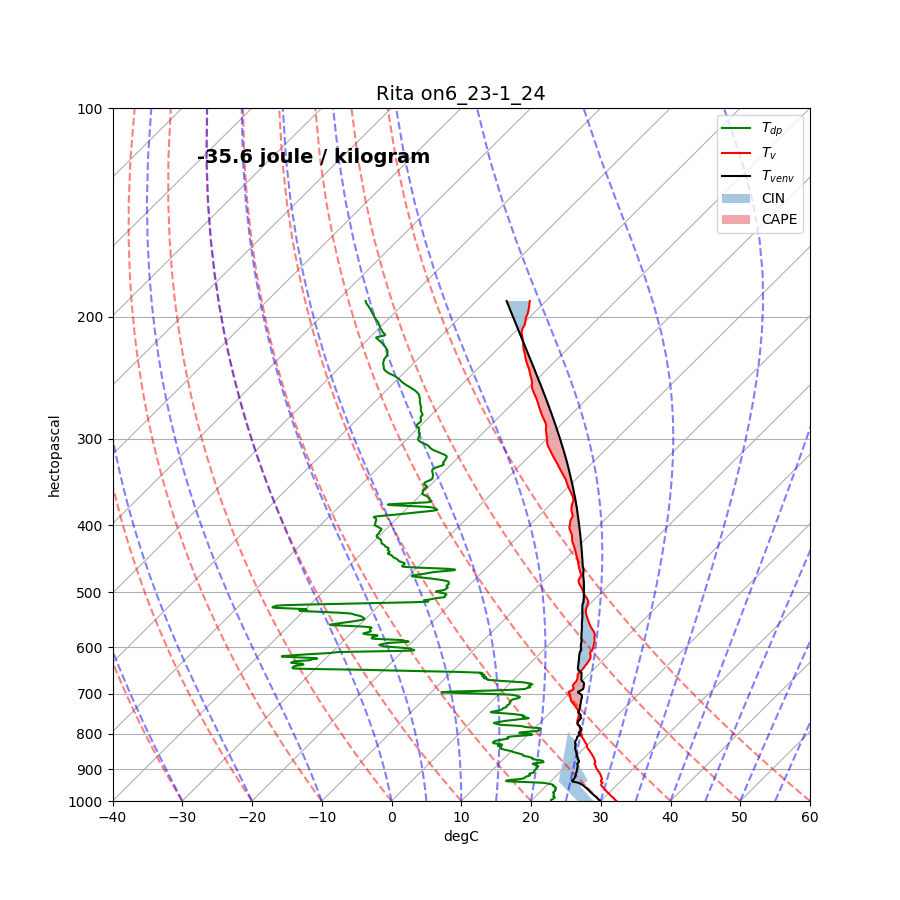 Rita on6_23-1_24
-35.6 joule / kilogram
T_dp
T_v
T_venv
CIN
CAPE
hectopascal
100
200
300
400
500
600
700
800
900
1000
−40 −30 −20 −10 0 10 20 30 40 50 60
degC